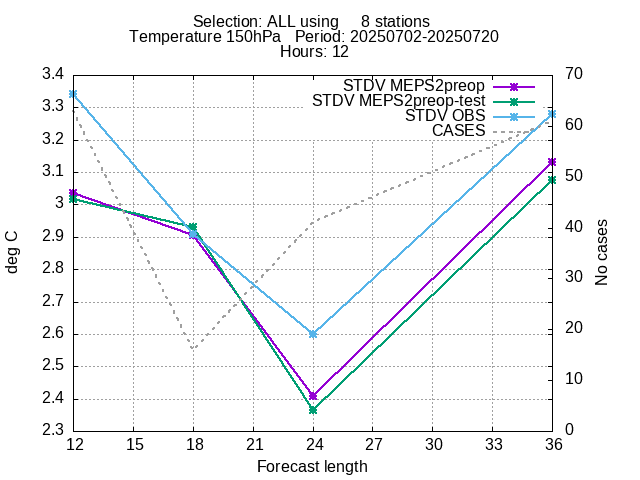 Selection: ALL using     8 stations
Temperature 150hPa   Period: 20250702-20250720
Hours: 12
3.4
3.3
3.2
3.1
3
2.9
2.8
2.7
2.6
2.5
2.4
2.3
deg C
STDV MEPS2preop
STDV MEPS2preop-test
STDV OBS
CASES
70
60
50
40
30
20
10
0
No cases
12 15 18 21 24 27 30 33 36
Forecast length